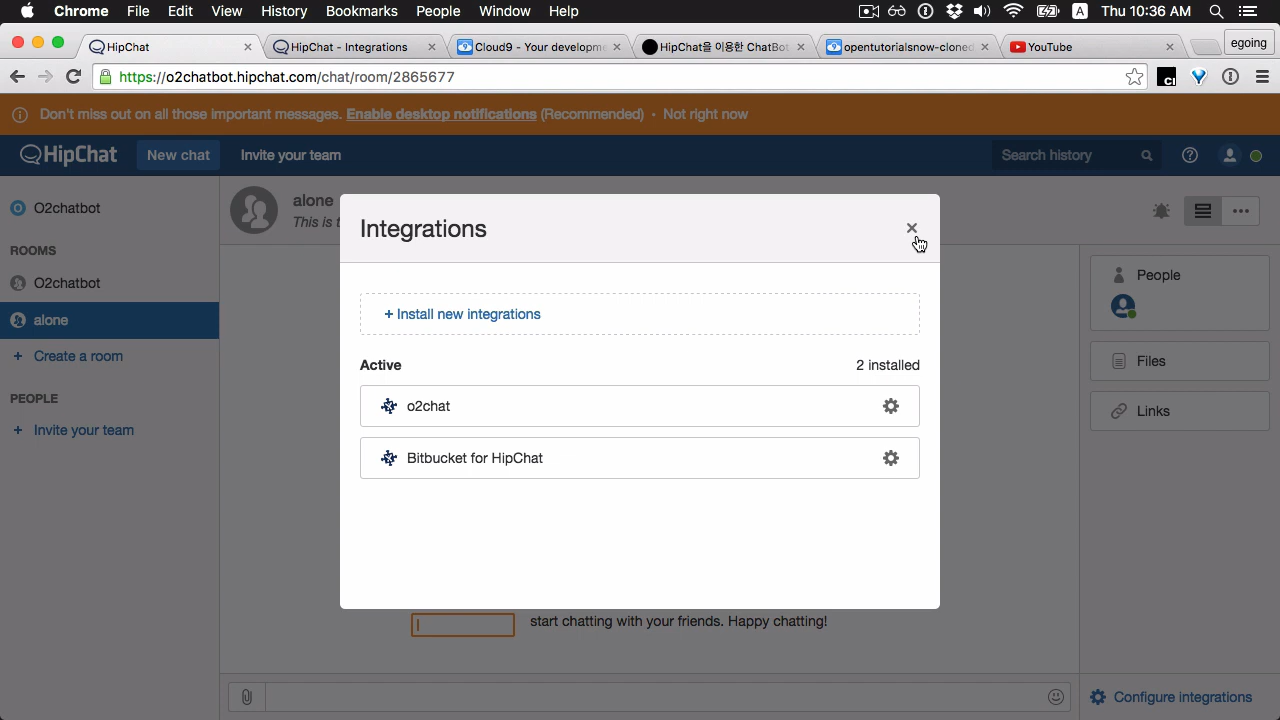 Chrome File Edit View History Bookmarks People Window Help A Thu 10:36 AM
HipChat HipChat - Integrations Cloud9 - Your developme HipChat을 이용한 ChatBot opentutorialsnow-cloned YouTube egoing
https://o2chatbot.hipchat.com/chat/room/2865677
Don't miss out on all those important messages. Enable desktop notifications (Recommended) · Not right now
HipChat New chat Invite your team Search history
O2chatbot
ROOMS
O2chatbot
alone
+ Create a room
PEOPLE
+ Invite your team
alone
This is t
Integrations
+ Install new integrations
Active 2 installed
o2chat
Bitbucket for HipChat
start chatting with your friends. Happy chatting!
People
Files
Links
Configure integrations